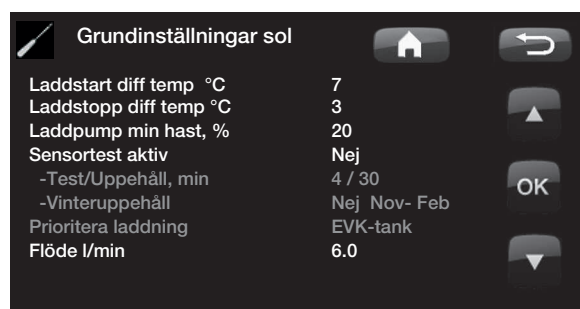 Grundinställningar sol
Laddstart diff temp °C 7
Laddstopp diff temp °C 3
Laddpump min hast, % 20
Sensortest aktiv Nej
-Test/Uppehåll, min 4 / 30
-Vinteruppehåll Nej Nov- Feb
Prioritera laddning EVK-tank
Flöde l/min 6.0
OK